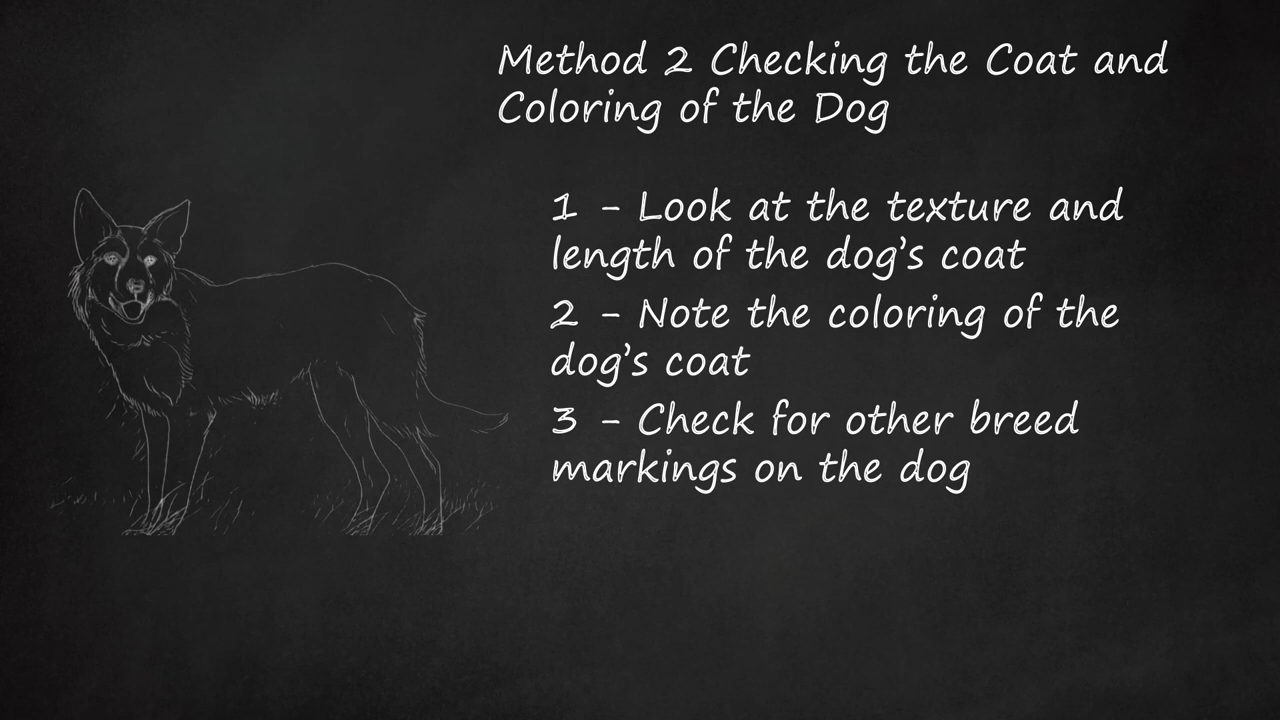 Method 2 Checking the Coat and
Coloring of the Dog
1 - Look at the texture and
length of the dog's coat
2 - Note the coloring of the
dog's coat
3 - Check for other breed
markings on the dog